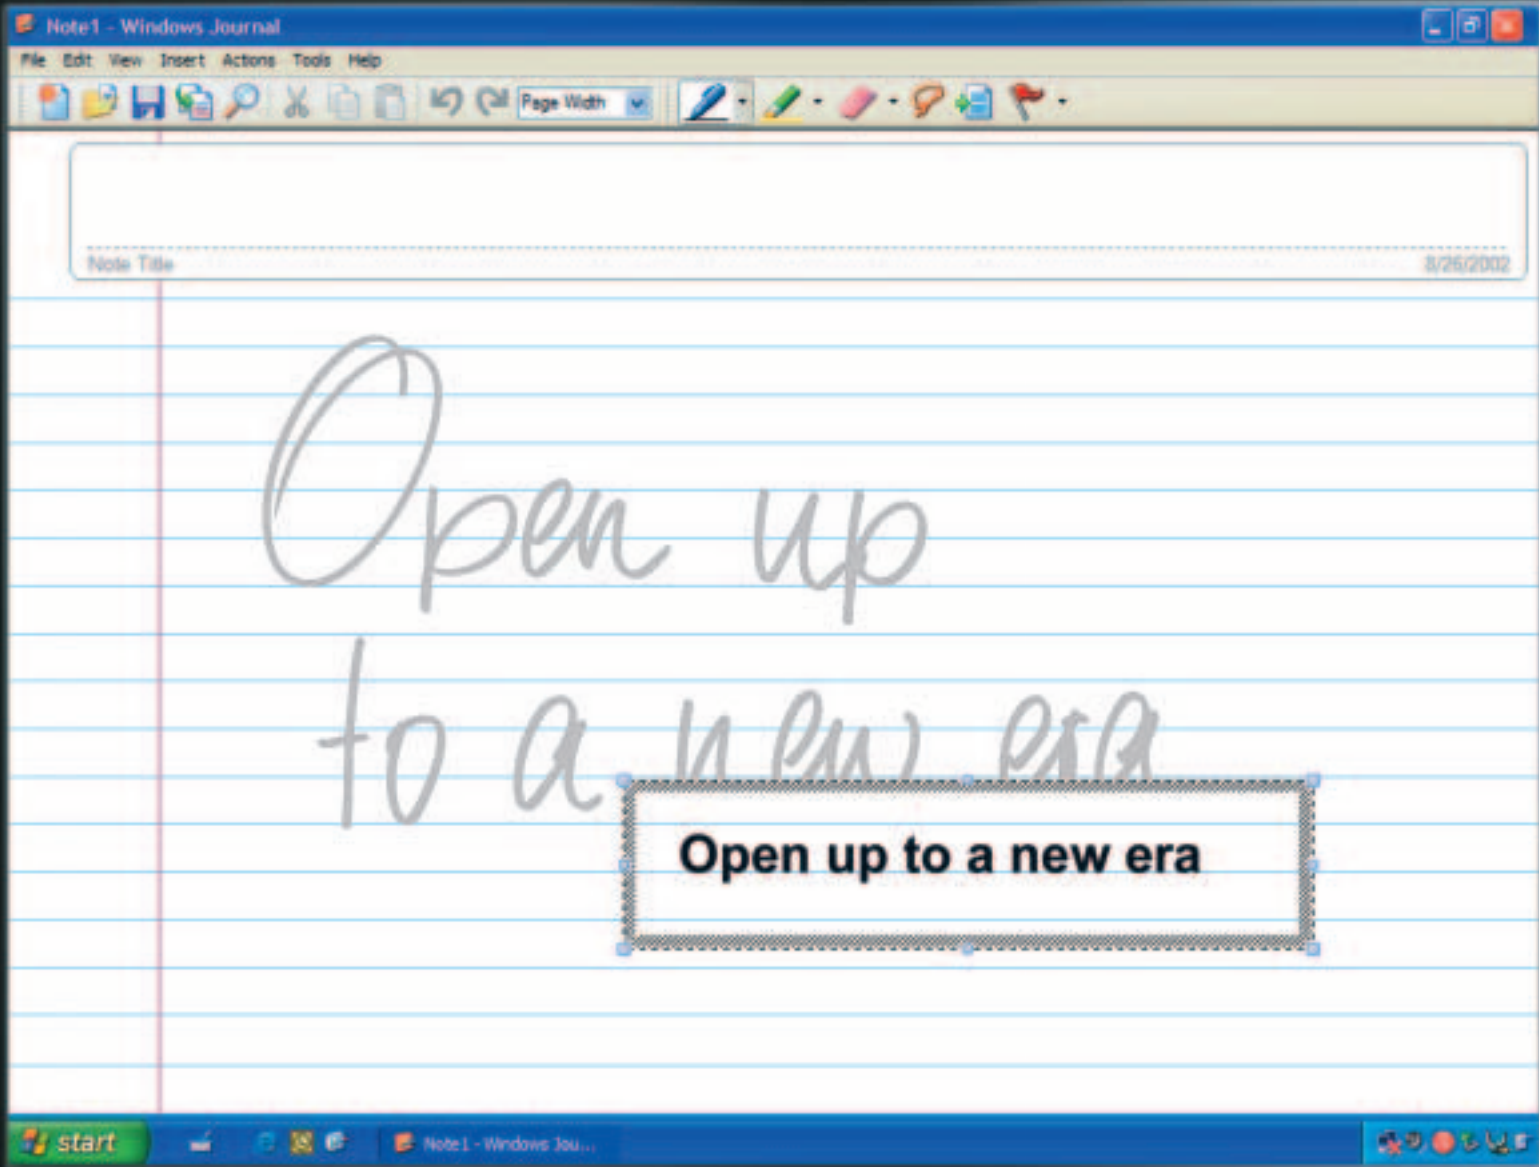 Note1 - Windows Journal
File Edit View Insert Actions Tools Help
Page Width
Note Title 8/26/2002
Open up
to a new era
Open up to a new era
start Note1 - Windows Jou...